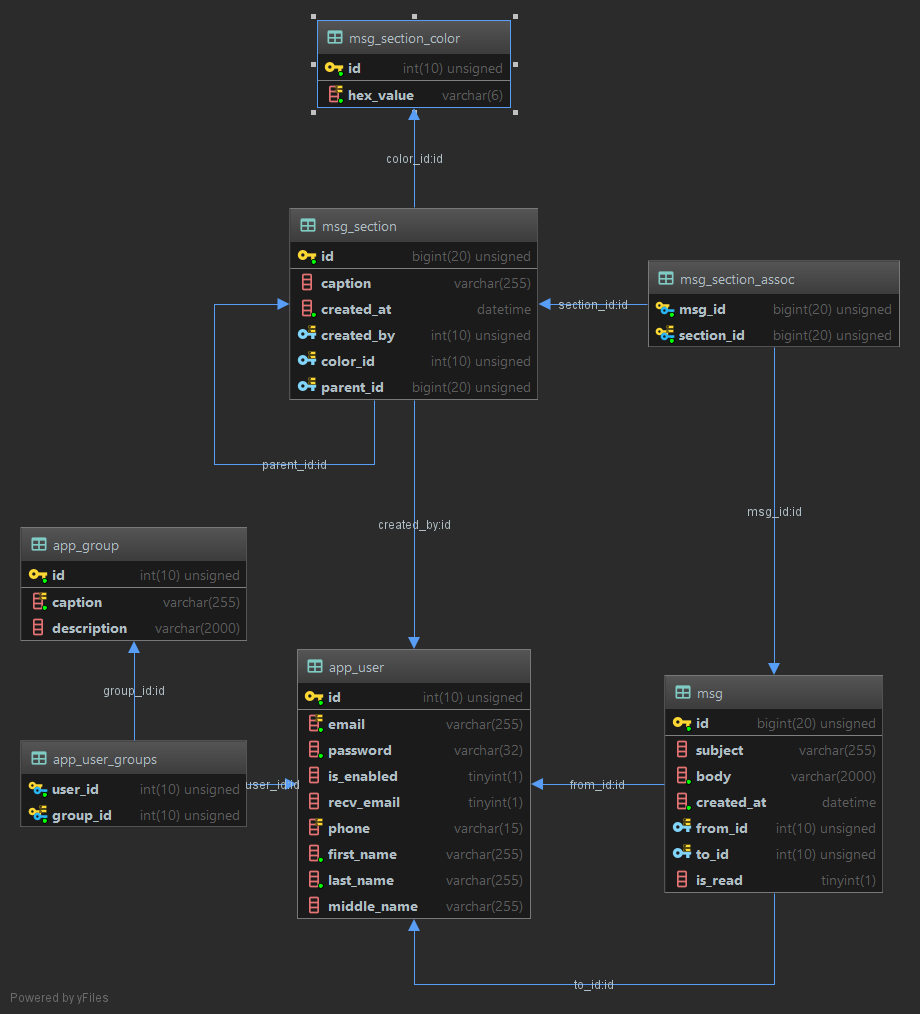 msg_section_color
id int(10) unsigned
hex_value varchar(6)
color_id:id
msg_section
id bigint(20) unsigned
caption varchar(255)
created_at datetime
created_by int(10) unsigned
color_id int(10) unsigned
parent_id bigint(20) unsigned
msg_section_assoc
msg_id bigint(20) unsigned
section_id bigint(20) unsigned
section_id:id
parent_id:id
msg_id:id
created_by:id
app_group
id int(10) unsigned
caption varchar(255)
description varchar(2000)
group_id:id
app_user_groups
user_id int(10) unsigned
group_id int(10) unsigned
user_id:id
app_user
id int(10) unsigned
email varchar(255)
password varchar(32)
is_enabled tinyint(1)
recv_email tinyint(1)
phone varchar(15)
first_name varchar(255)
last_name varchar(255)
middle_name varchar(255)
from_id:id
msg
id bigint(20) unsigned
subject varchar(255)
body varchar(2000)
created_at datetime
from_id int(10) unsigned
to_id int(10) unsigned
is_read tinyint(1)
to_id:id
Powered by yFiles